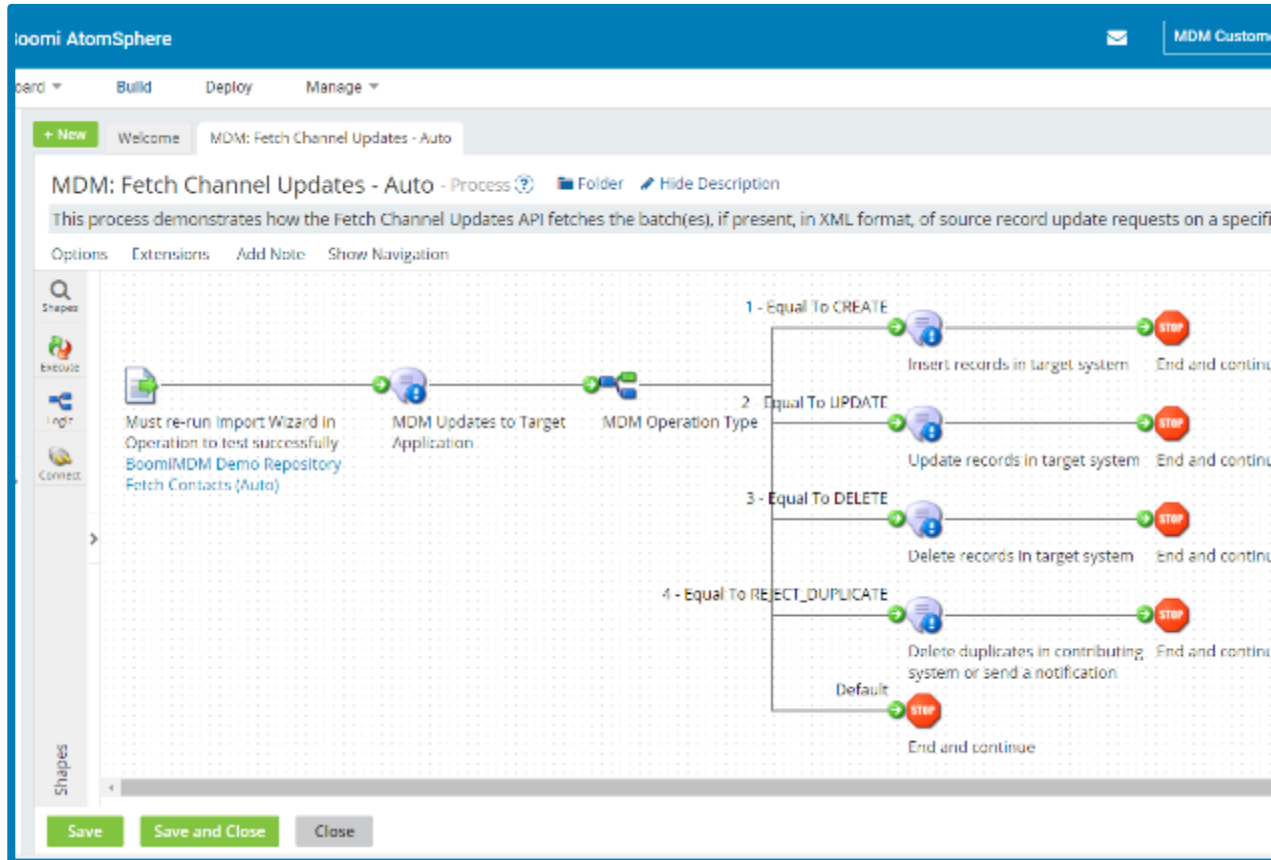 Boomi AtomSphere
MDM Custome
oard
Build
Deploy
Manage
+ New
Welcome
MDM: Fetch Channel Updates - Auto
MDM: Fetch Channel Updates - Auto - Process ? Folder Hide Description
This process demonstrates how the Fetch Channel Updates API fetches the batch(es), if present, in XML format, of source record update requests on a specifi
Options Extensions Add Note Show Navigation
Shapes
Execute
Logic
Connect
Shapes
Must re-run Import Wizard in
Operation to test successfully
BoomiMDM Demo Repository
Fetch Contacts (Auto)
MDM Updates to Target
Application
MDM Operation Type
1 - Equal To CREATE
Insert records in target system
STOP
End and continu
2 - Equal To UPDATE
Update records in target system
STOP
End and continu
3 - Equal To DELETE
Delete records in target system
STOP
End and continu
4 - Equal To REJECT_DUPLICATE
Delete duplicates in contributing
system or send a notification
STOP
End and continu
Default
STOP
End and continue
Save
Save and Close
Close